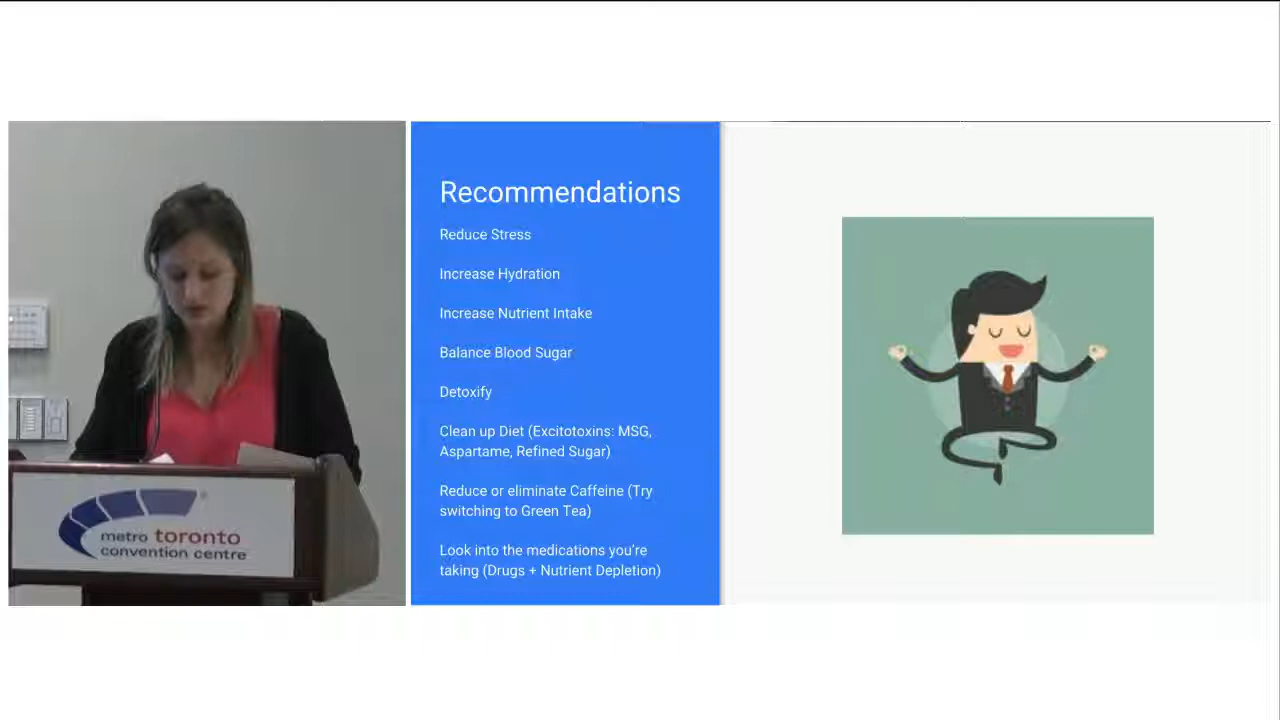 metro toronto
convention centre
Recommendations
Reduce Stress
Increase Hydration
Increase Nutrient Intake
Balance Blood Sugar
Detoxify
Clean up Diet (Excitotoxins: MSG,
Aspartame, Refined Sugar)
Reduce or eliminate Caffeine (Try
switching to Green Tea)
Look into the medications you're
taking (Drugs + Nutrient Depletion)